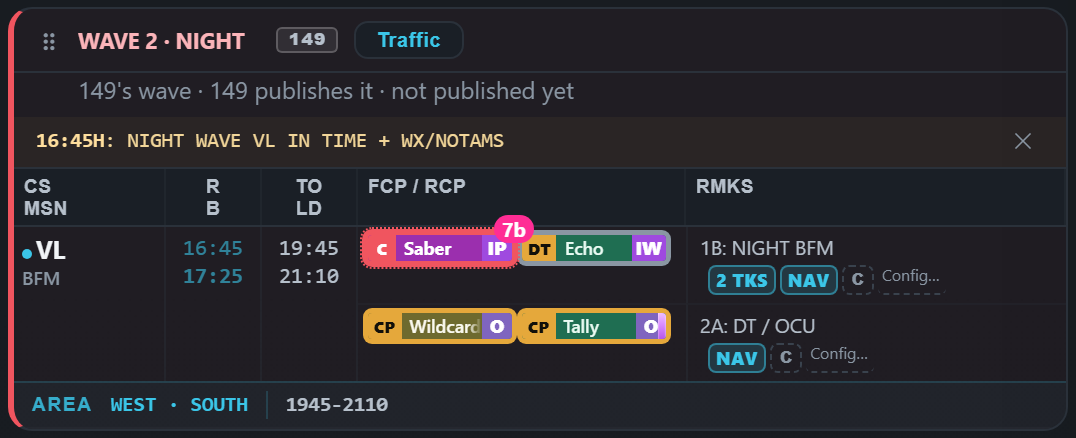 WAVE 2 · NIGHT 149 Traffic
149's wave · 149 publishes it · not published yet
16:45H: NIGHT WAVE VL IN TIME + WX/NOTAMS
CS R TO FCP / RCP RMKS
MSN B LD
7b
VL 16:45 19:45 C Saber IP DT Echo IW 1B: NIGHT BFM
BFM 17:25 21:10 2 TKS NAV C Config...
CP Wildcard O CP Tally O 2A: DT / OCU
NAV C Config...
AREA WEST · SOUTH 1945-2110